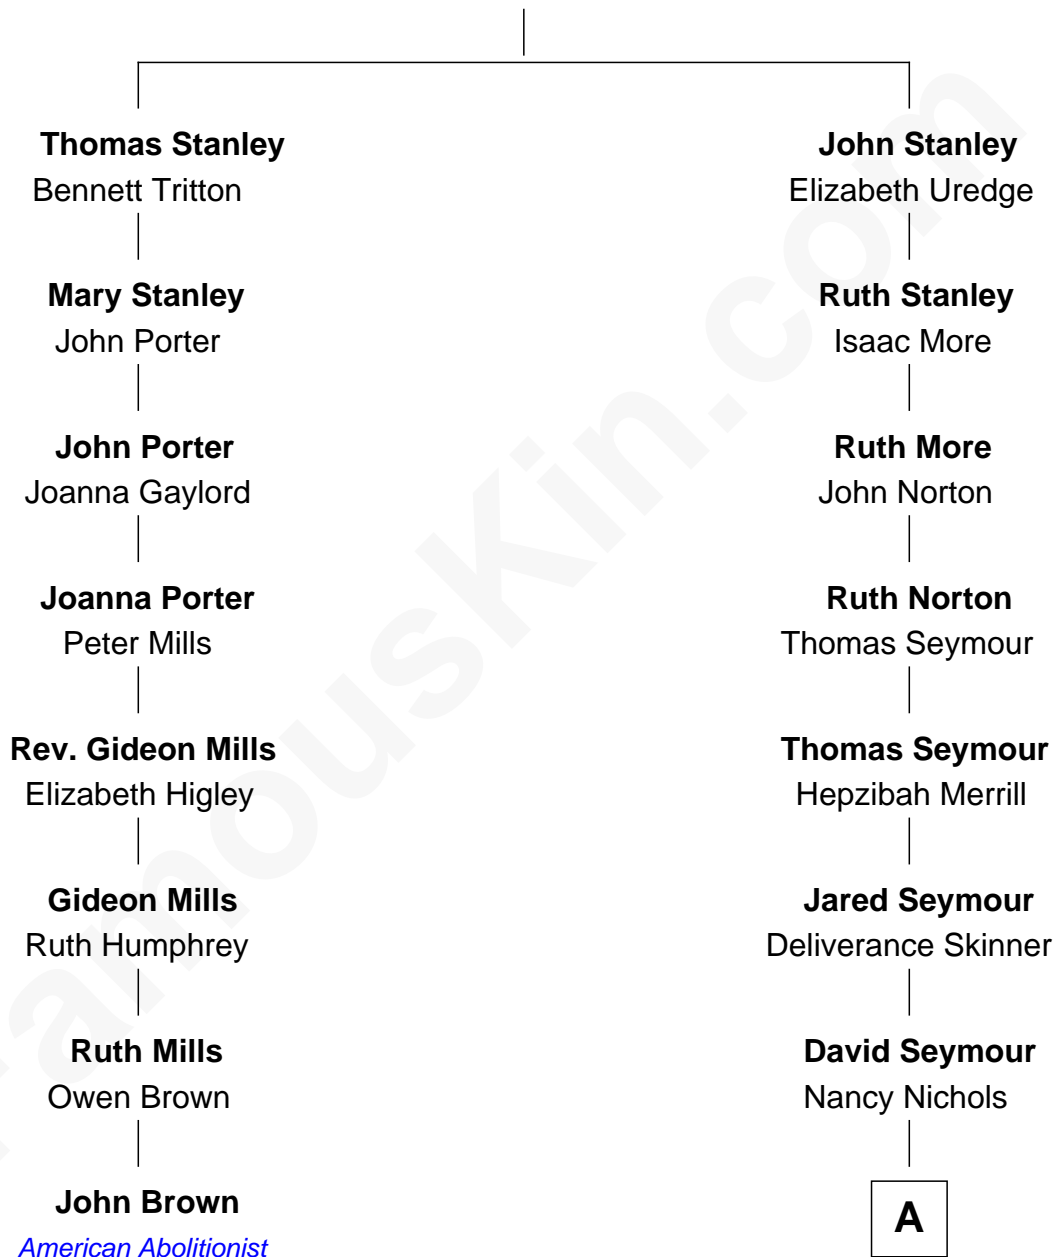 Thomas Stanley
Bennett Tritton
Mary Stanley
John Porter
John Porter
Joanna Gaylord
Joanna Porter
Peter Mills
Rev. Gideon Mills
Elizabeth Higley
Gideon Mills
Ruth Humphrey
Ruth Mills
Owen Brown
John Brown
American Abolitionist
John Stanley
Elizabeth Uredge
Ruth Stanley
Isaac More
Ruth More
John Norton
Ruth Norton
Thomas Seymour
Thomas Seymour
Hepzibah Merrill
Jared Seymour
Deliverance Skinner
David Seymour
Nancy Nichols
A
FamousKin.com